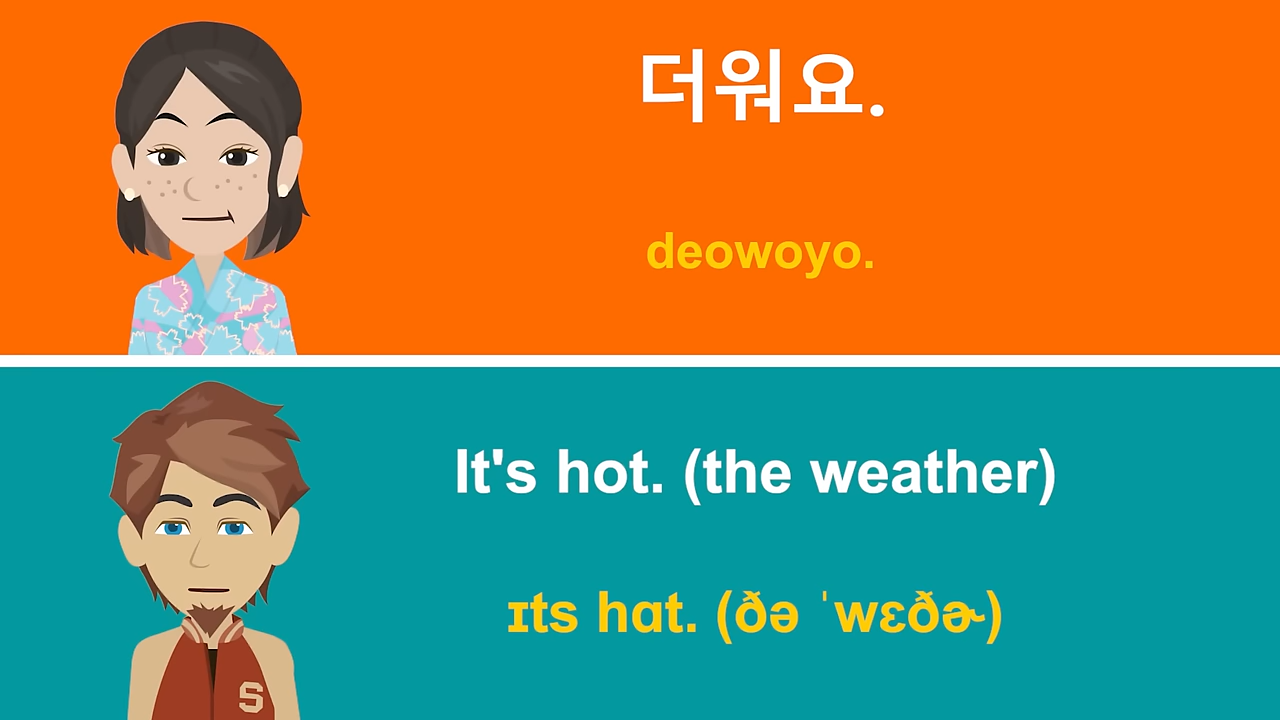 더워요.
deowoyo.
It's hot. (the weather)
ɪts hɑt. (ðə ˈwɛðɚ)
S